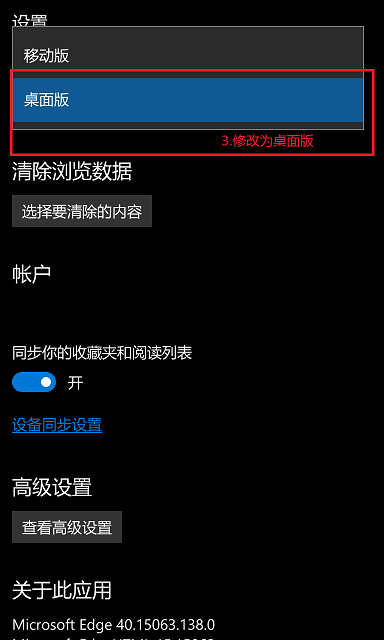 设置
移动版
桌面版
3.修改为桌面版
清除浏览数据
选择要清除的内容
帐户
同步你的收藏夹和阅读列表
开
设备同步设置
高级设置
查看高级设置
关于此应用
Microsoft Edge 40.15063.138.0